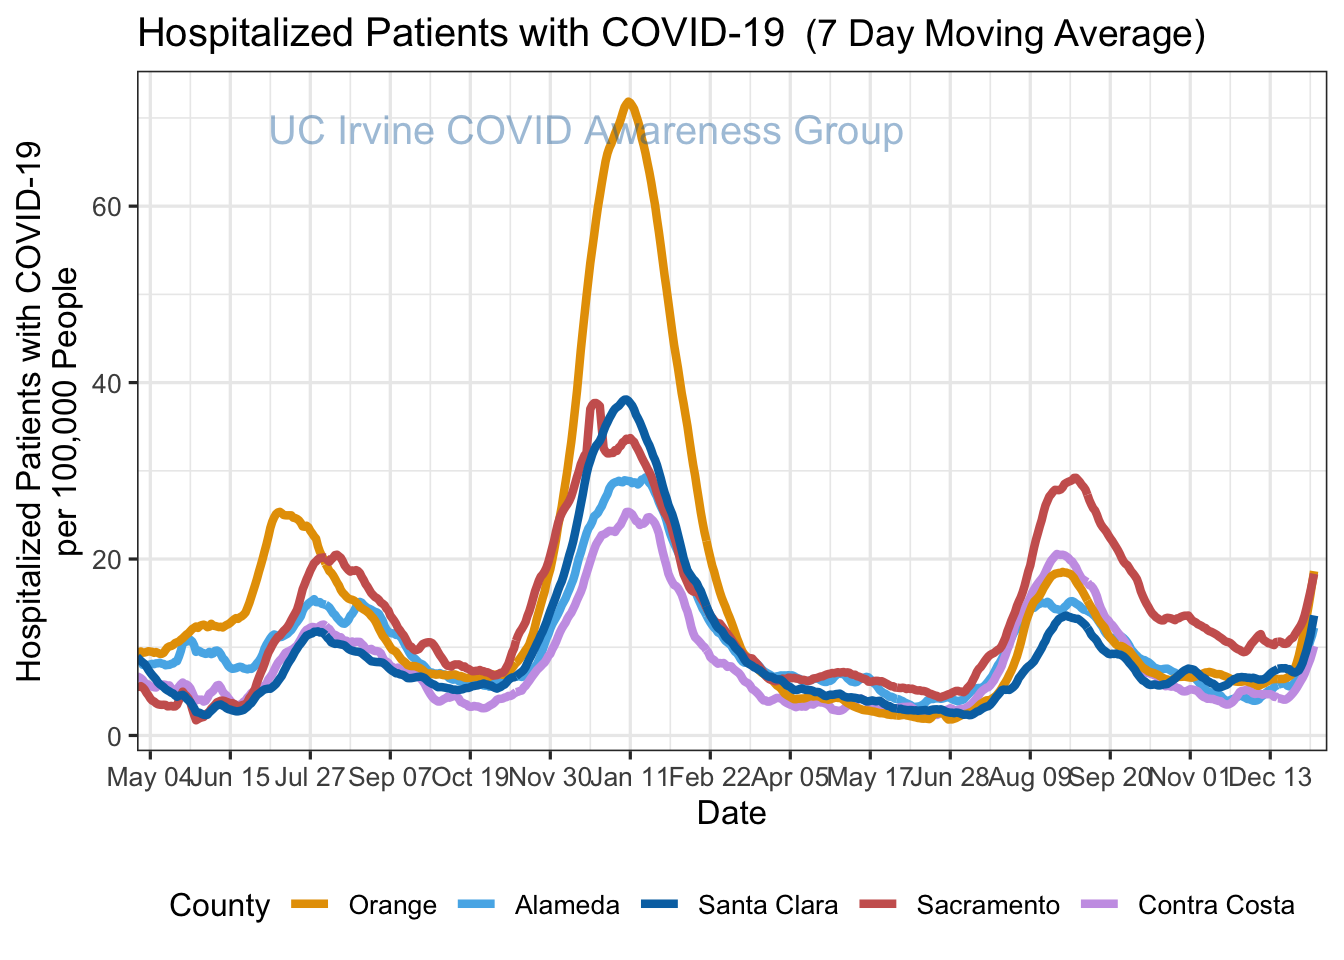 Hospitalized Patients with COVID-19 (7 Day Moving Average)
UC Irvine COVID Awareness Group
Hospitalized Patients with COVID-19
per 100,000 People
60
40
20
0
May 04 Jun 15 Jul 27 Sep 07 Oct 19 Nov 30 Jan 11 Feb 22 Apr 05 May 17 Jun 28 Aug 09 Sep 20 Nov 01 Dec 13
Date
County Orange Alameda Santa Clara Sacramento Contra Costa